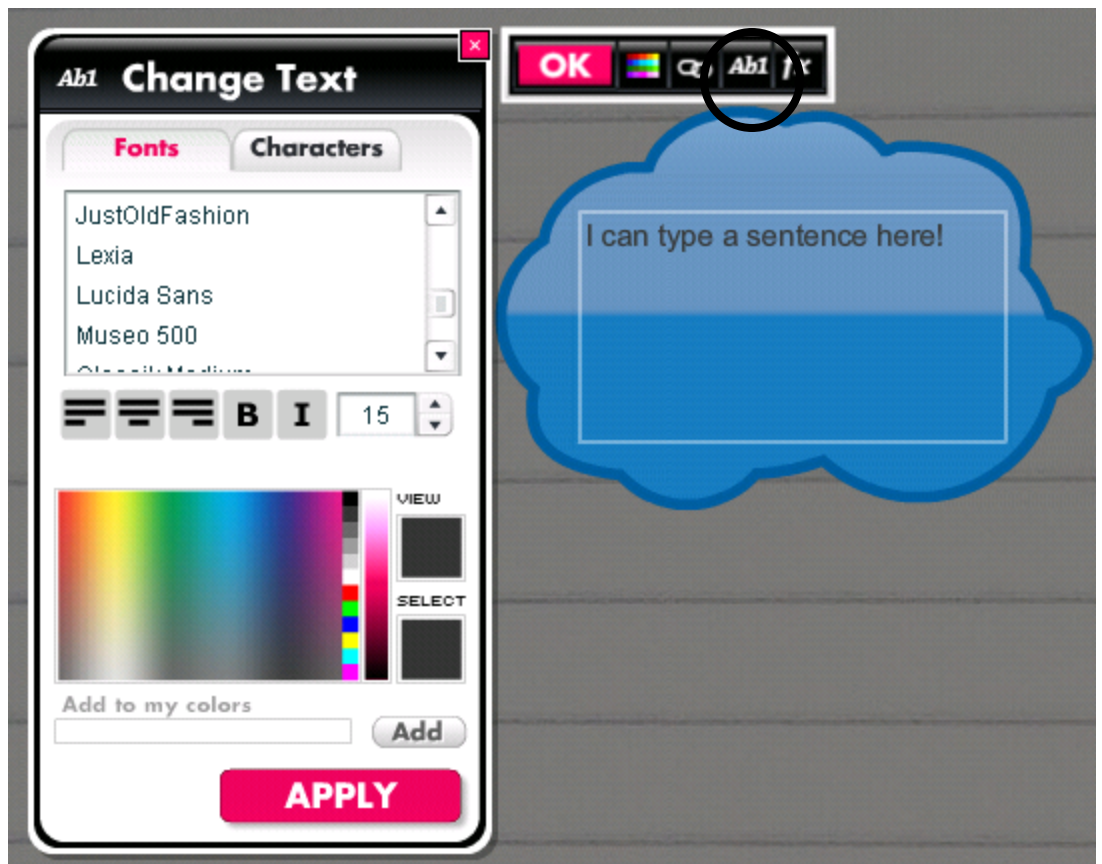 Ab1 Change Text
×
Fonts
Characters
JustOldFashion
Lexia
Lucida Sans
Museo 500
B
I
15
VIEW
SELECT
Add to my colors
Add
APPLY
OK
Ab1
I can type a sentence here!